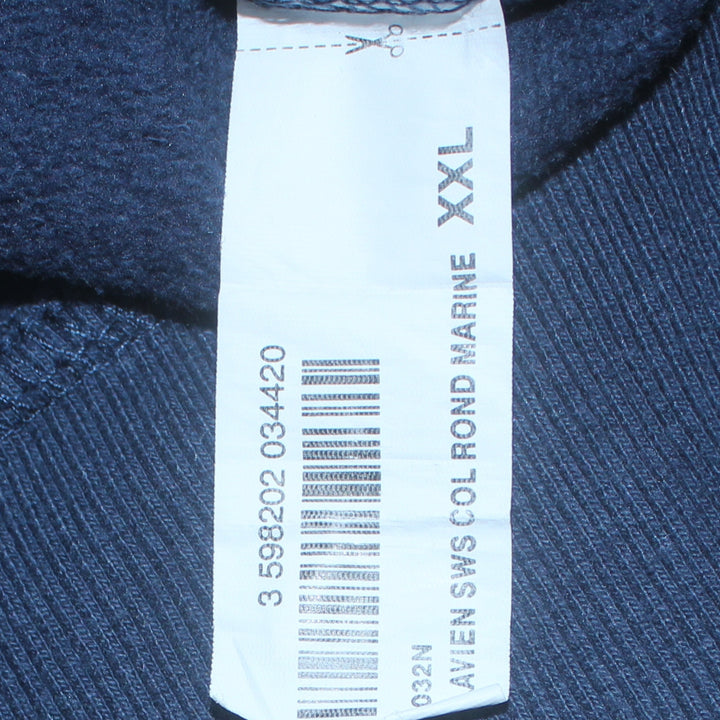 XXL
AVIEN SWS COL ROND MARINE
032N
3 598202 034420